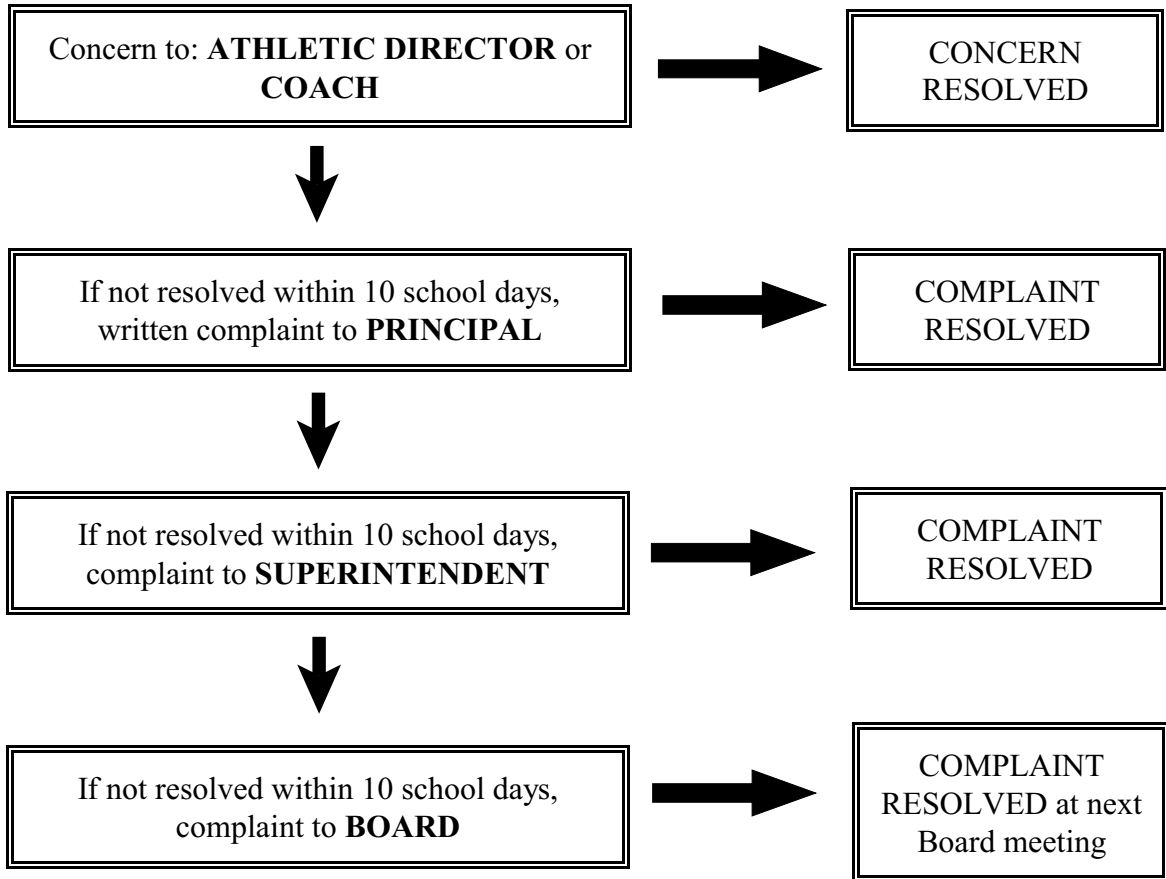 Concern to: ATHLETIC DIRECTOR or
COACH
CONCERN
RESOLVED
If not resolved within 10 school days,
written complaint to PRINCIPAL
COMPLAINT
RESOLVED
If not resolved within 10 school days,
complaint to SUPERINTENDENT
COMPLAINT
RESOLVED
If not resolved within 10 school days,
complaint to BOARD
COMPLAINT
RESOLVED at next
Board meeting